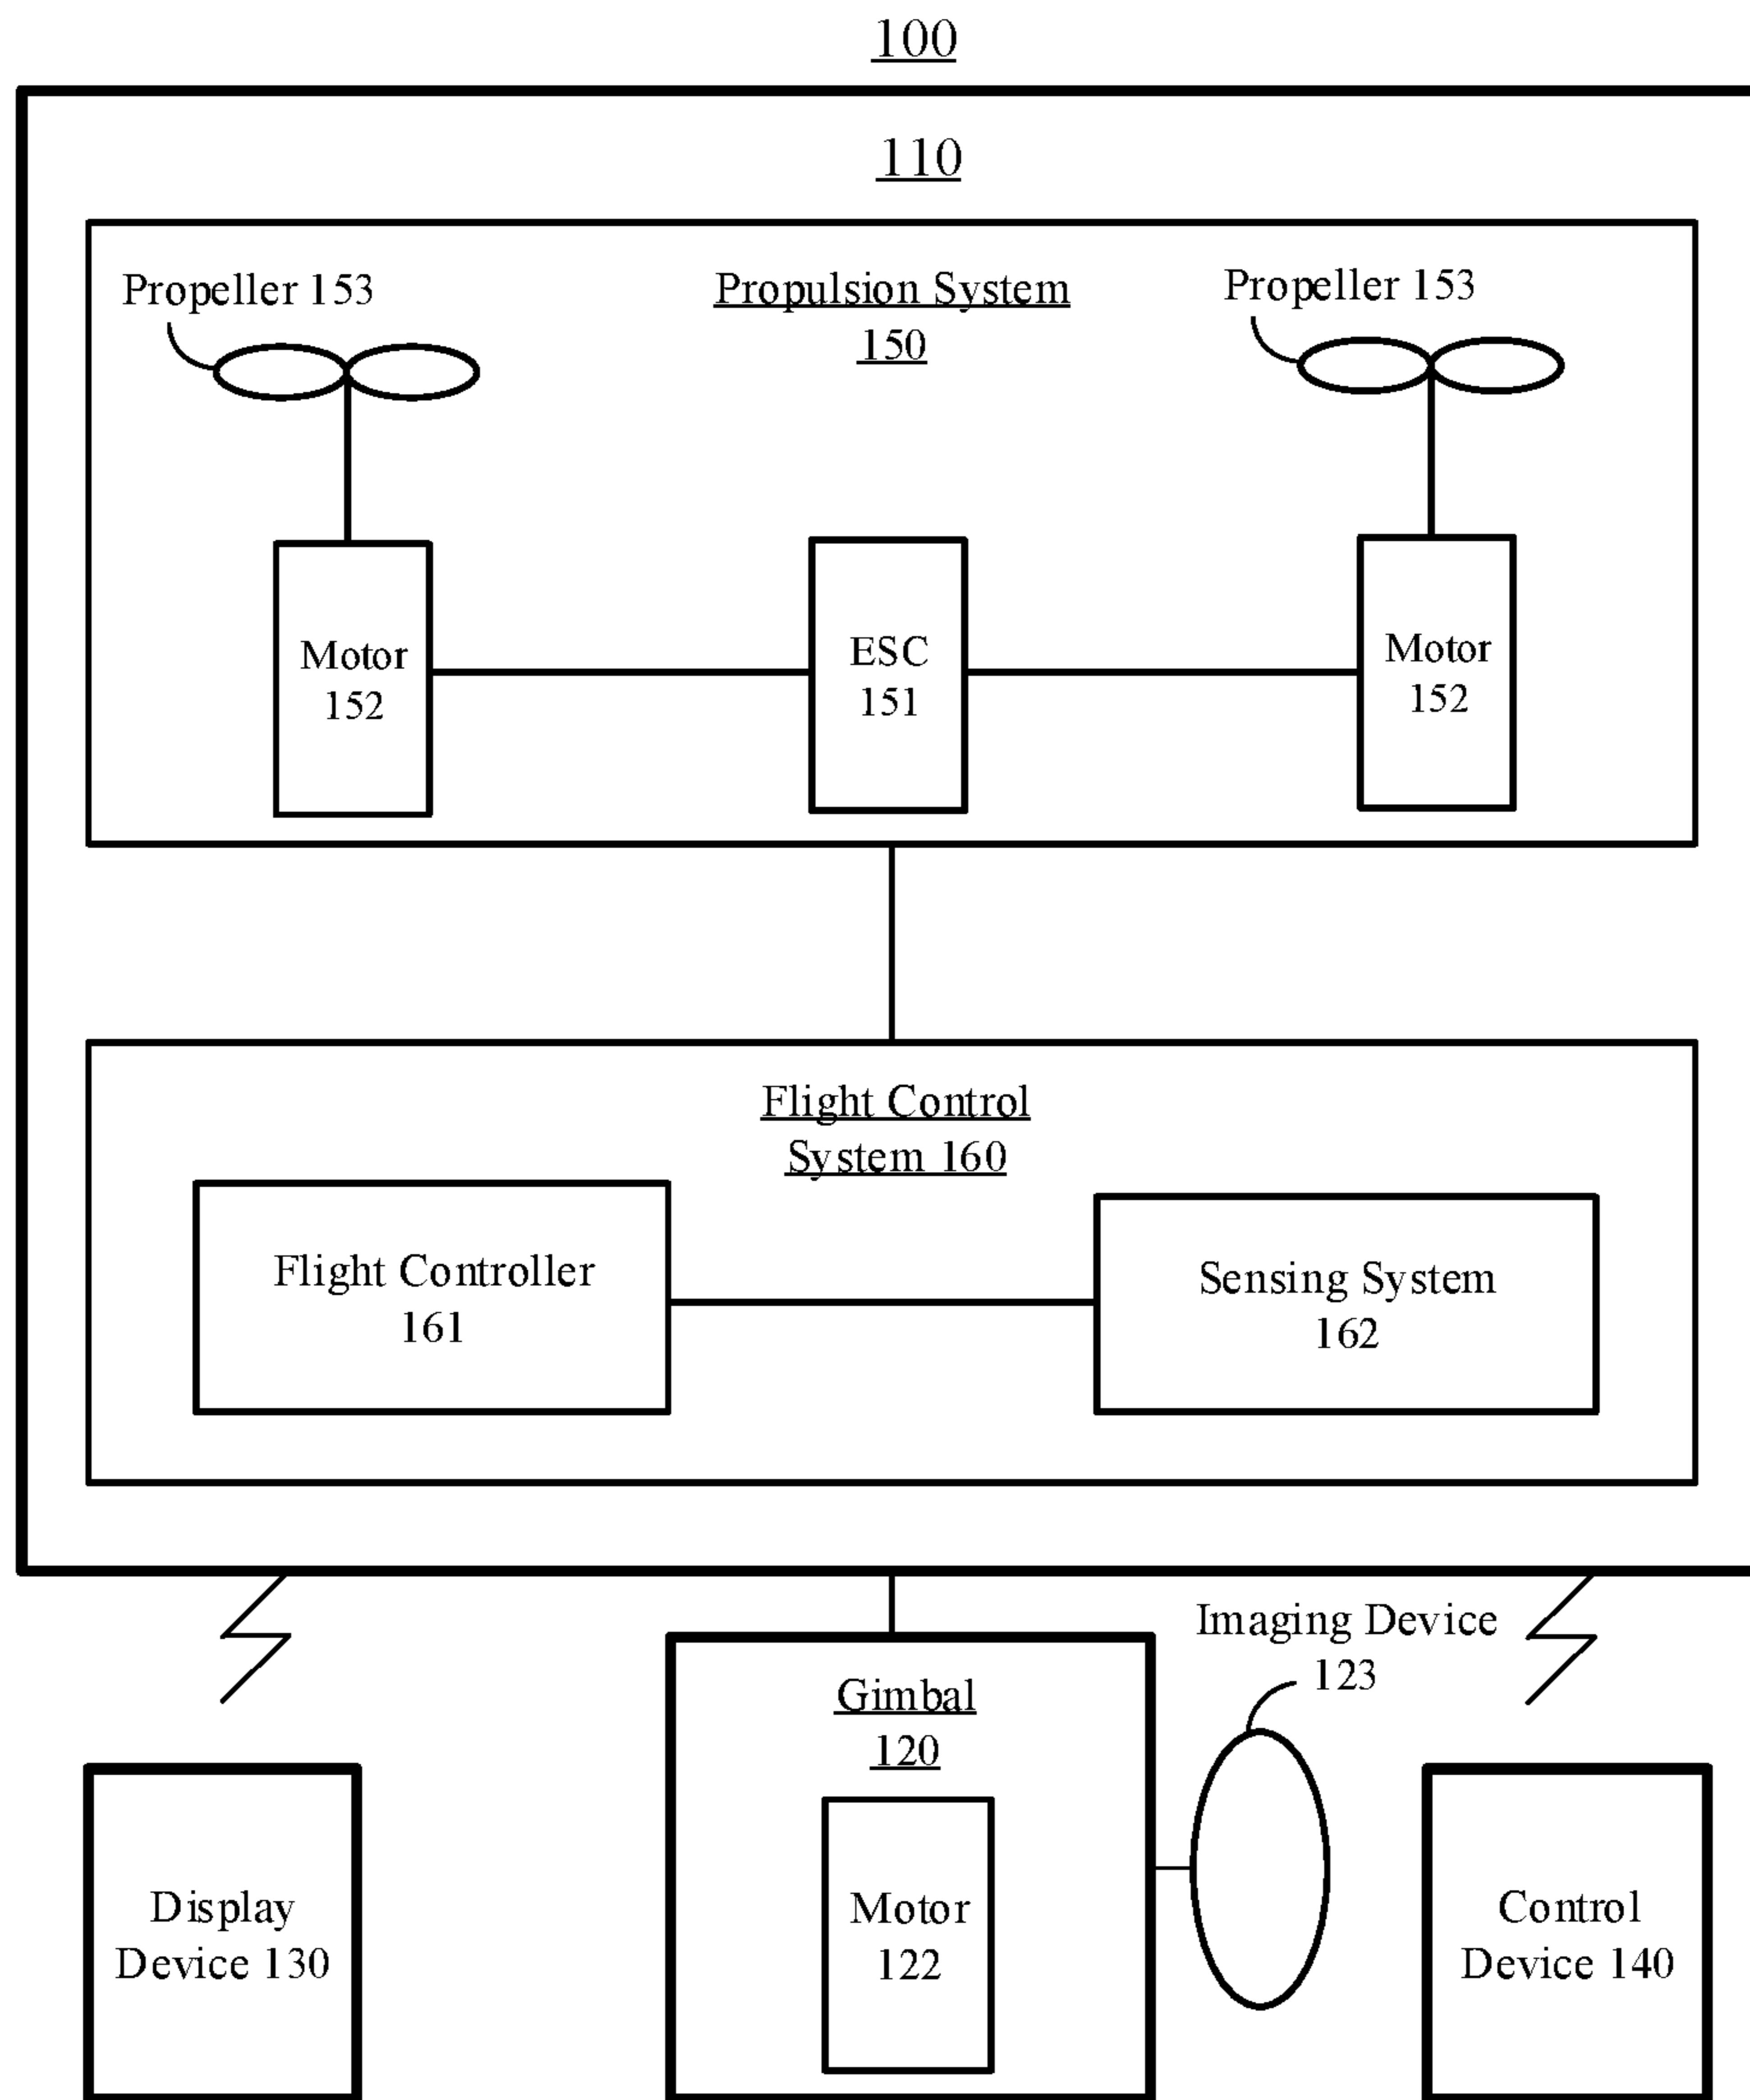 100
110
Propeller 153
Propulsion System
150
Propeller 153
Motor
152
ESC
151
Motor
152
Flight Control
System 160
Flight Controller
161
Sensing System
162
Imaging Device
123
Gimbal
120
Motor
122
Display
Device 130
Control
Device 140